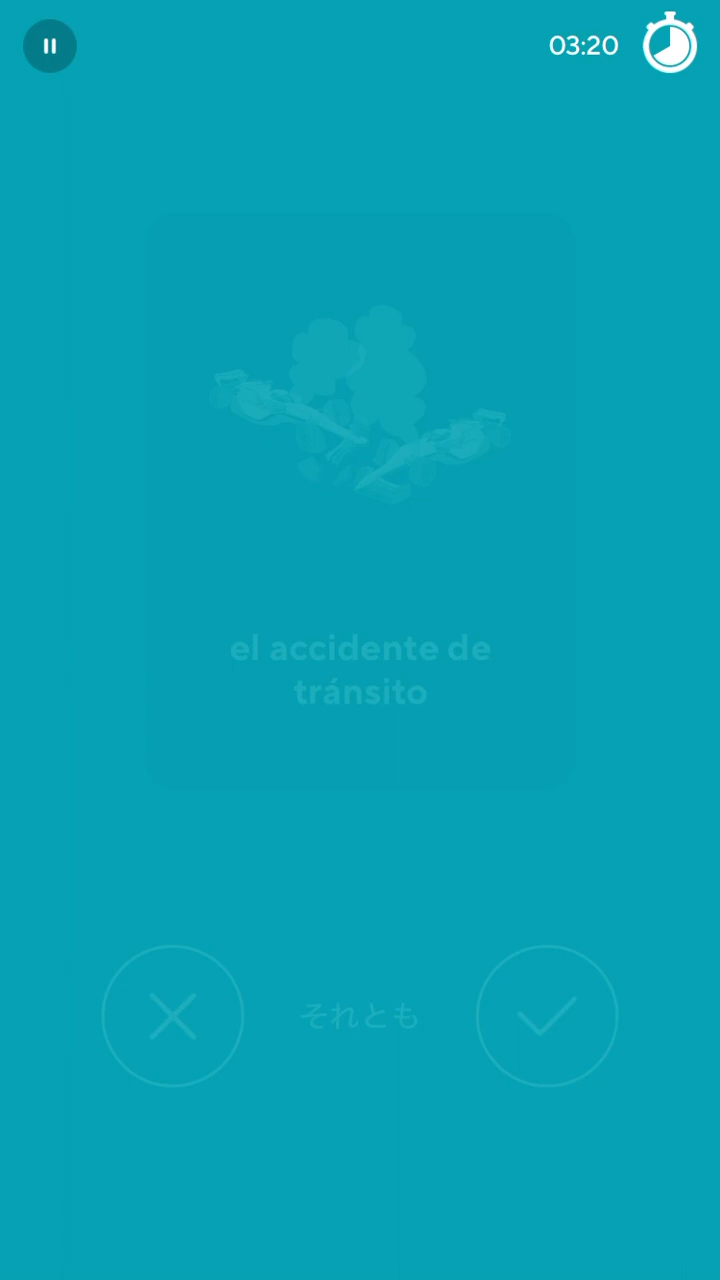 03:20
el accidente de
tránsito
それとも